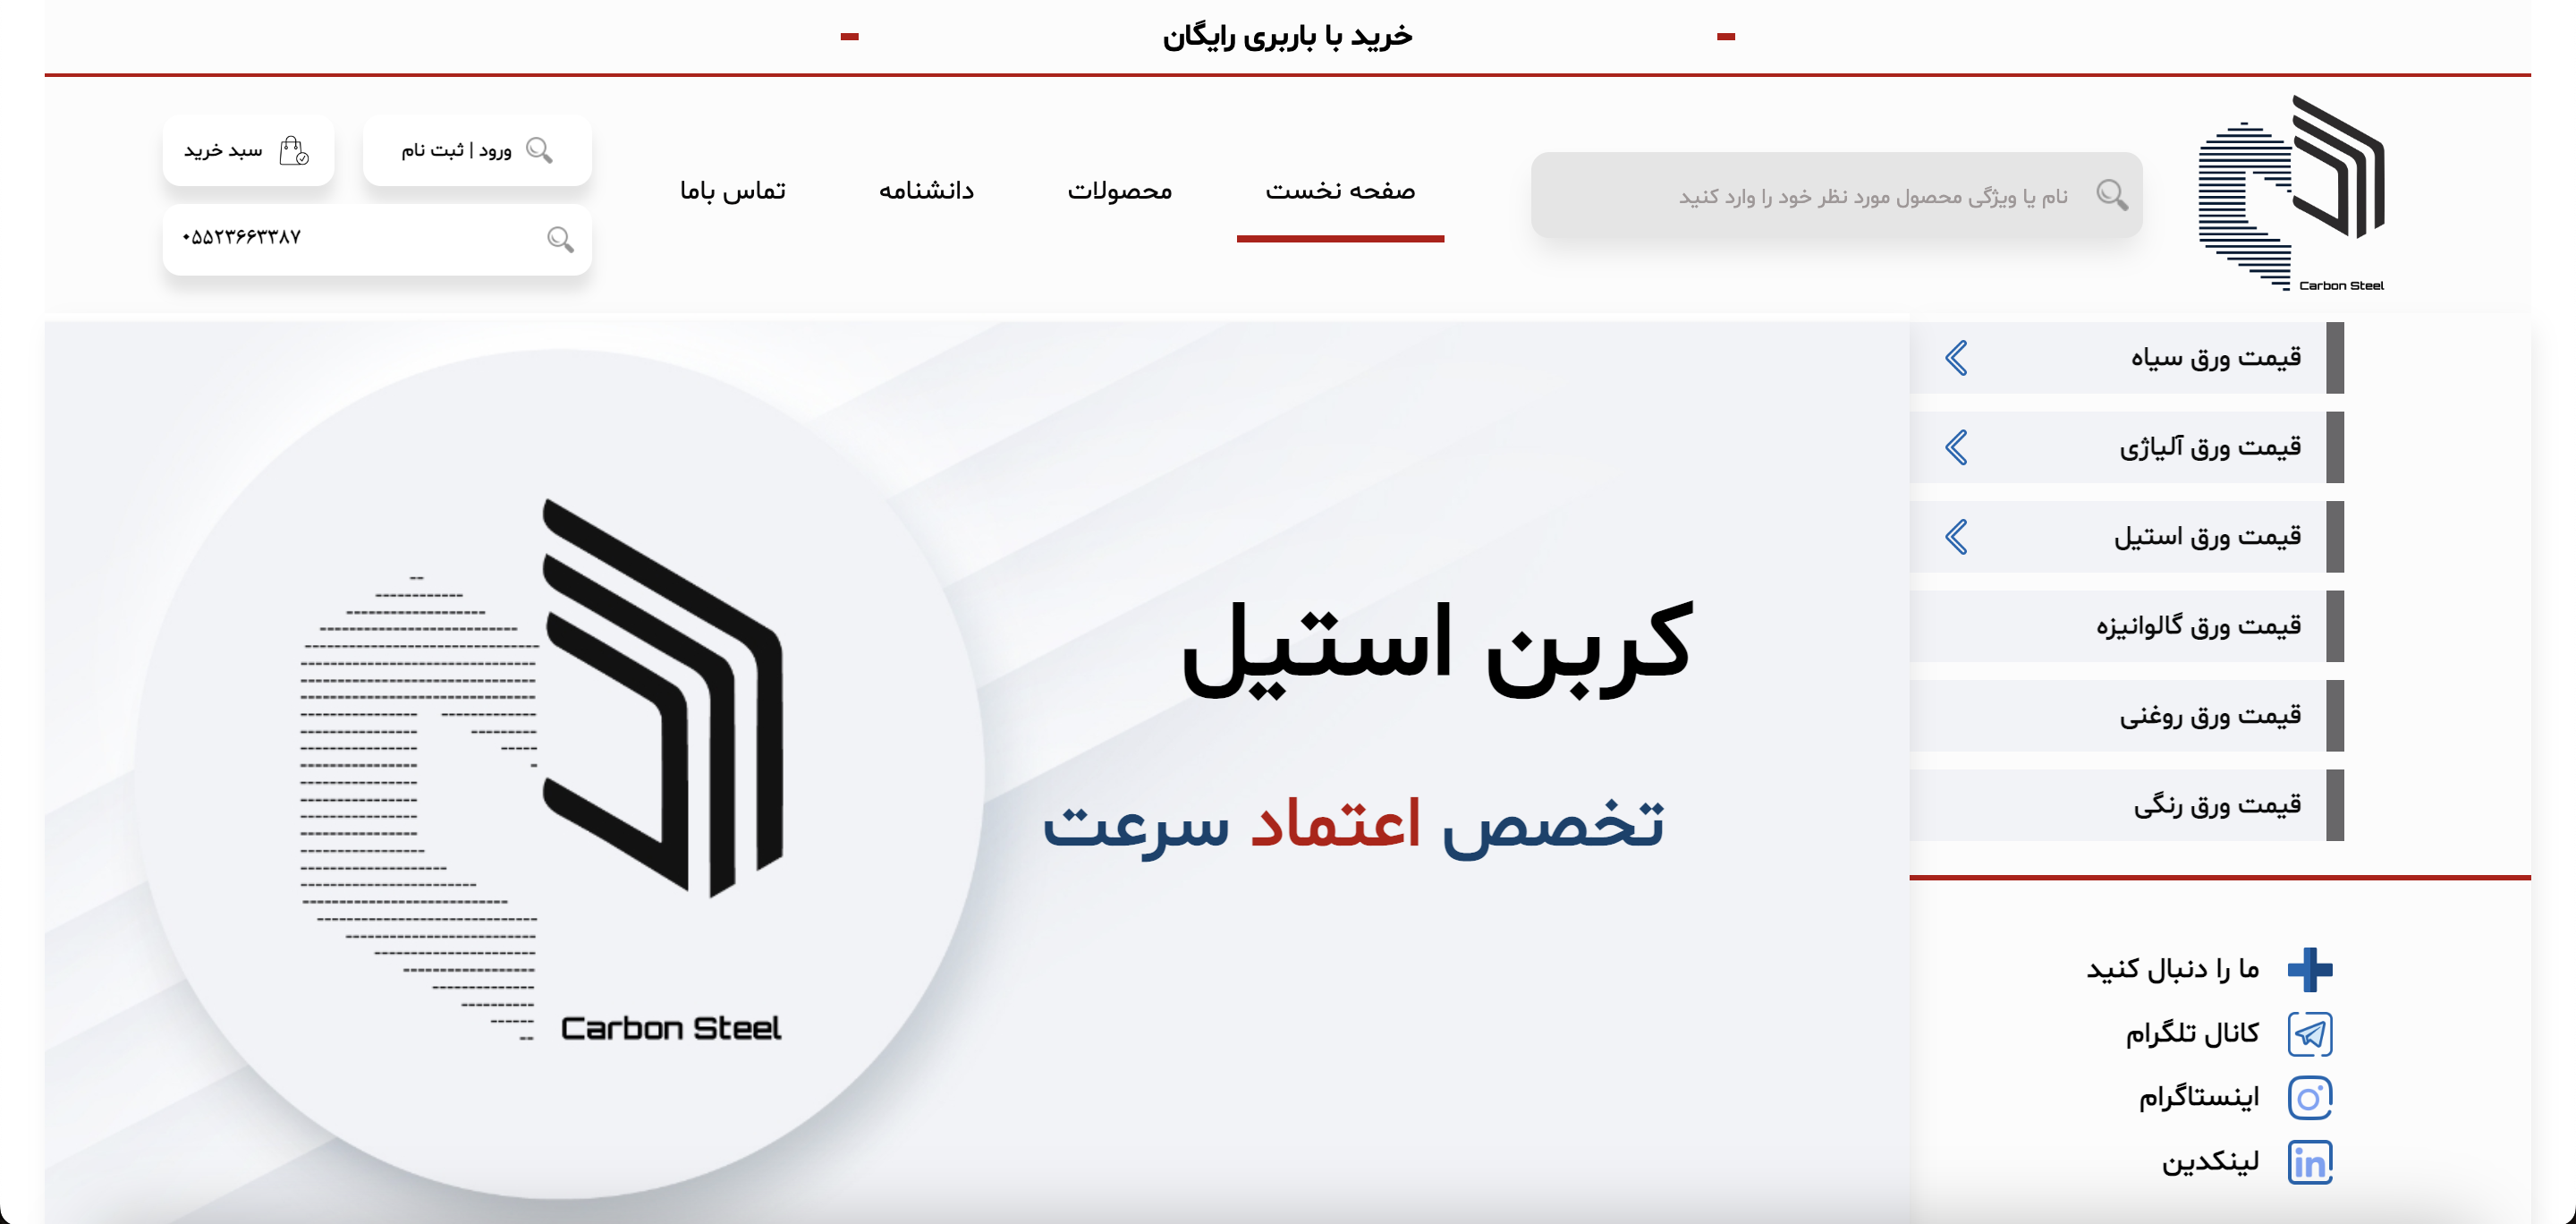 خرید با باربری رایگان
Carbon Steel
نام یا ویژگی محصول مورد نظر خود را وارد کنید
صفحه نخست
محصولات
دانشنامه
تماس باما
ورود | ثبت نام
سبد خرید
۰۵۵۲۳۶۶۳۳۸۷
قیمت ورق سیاه
قیمت ورق آلیاژی
قیمت ورق استیل
قیمت ورق گالوانیزه
قیمت ورق روغنی
قیمت ورق رنگی
ما را دنبال کنید
کانال تلگرام
اینستاگرام
in لینکدین
کربن استیل
تخصص اعتماد سرعت
Carbon Steel